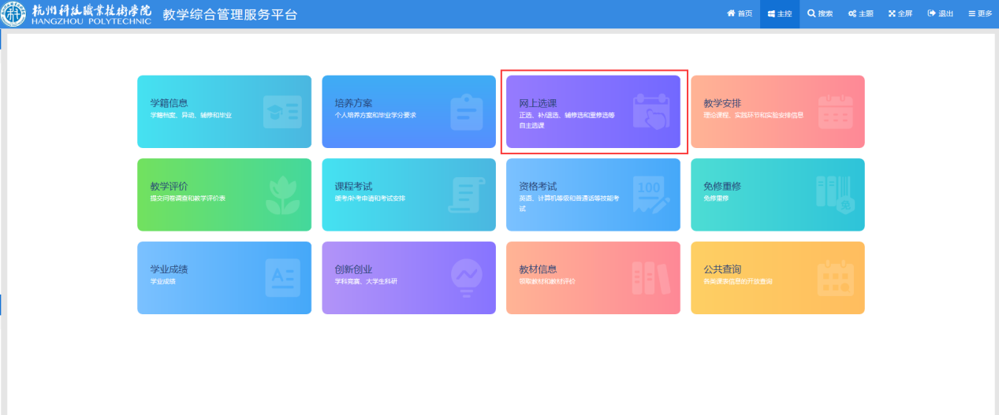 杭州科技职业技术学院
HANGZHOU POLYTECHNIC
教学综合管理服务平台
首页
主控
搜索
主题
全屏
退出
更多
学籍信息
学籍档案、异动、辅修和毕业
培养方案
个人培养方案和毕业学分要求
网上选课
正选、补/退选、辅修选和重修选等
自主选课
教学安排
理论课程、实践环节和实验安排信息
教学评价
提交问卷调查和教学评价表
课程考试
缓考/补考申请和考试安排
资格考试
英语、计算机等级和普通话等技能考
试
100
免修重修
免修重修
免
学业成绩
学业成绩
A
创新创业
学科竞赛、大学生科研
教材信息
领取教材和教材评价
公共查询
各类课表信息的开放查询